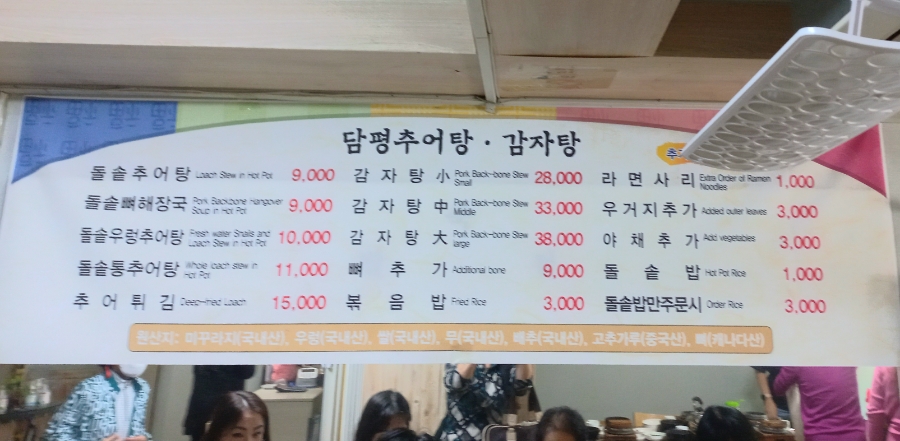 담평추어탕 · 감자탕
돌솥추어탕 Loach Stew in Hot Pot 9,000
돌솥뼈해장국 Pork Backbone Hangover Soup in Hot Pot 9,000
돌솥우렁추어탕 Fresh water Snails and Loach Stew in Hot Pot 10,000
돌솥통추어탕 Whole loach stew in Hot Pot 11,000
추어튀김 Deep-fried Loach 15,000
감자탕 小 Pork Back-bone Stew Small 28,000
감자탕 中 Pork Back-bone Stew Middle 33,000
감자탕 大 Pork Back-bone Stew large 38,000
뼈추가 Additional bone 9,000
볶음밥 Fried Rice 3,000
추
라면사리 Extra Order of Ramen Noodles 1,000
우거지추가 Added outer leaves 3,000
야채추가 Add vegetables 3,000
돌솥밥 Hot Pot Rice 1,000
돌솥밥만주문시 Order Rice 3,000
원산지: 미꾸라지(국내산), 우렁(국내산), 쌀(국내산), 무(국내산), 배추(국내산), 고추가루(중국산), 뼈(캐나다산)